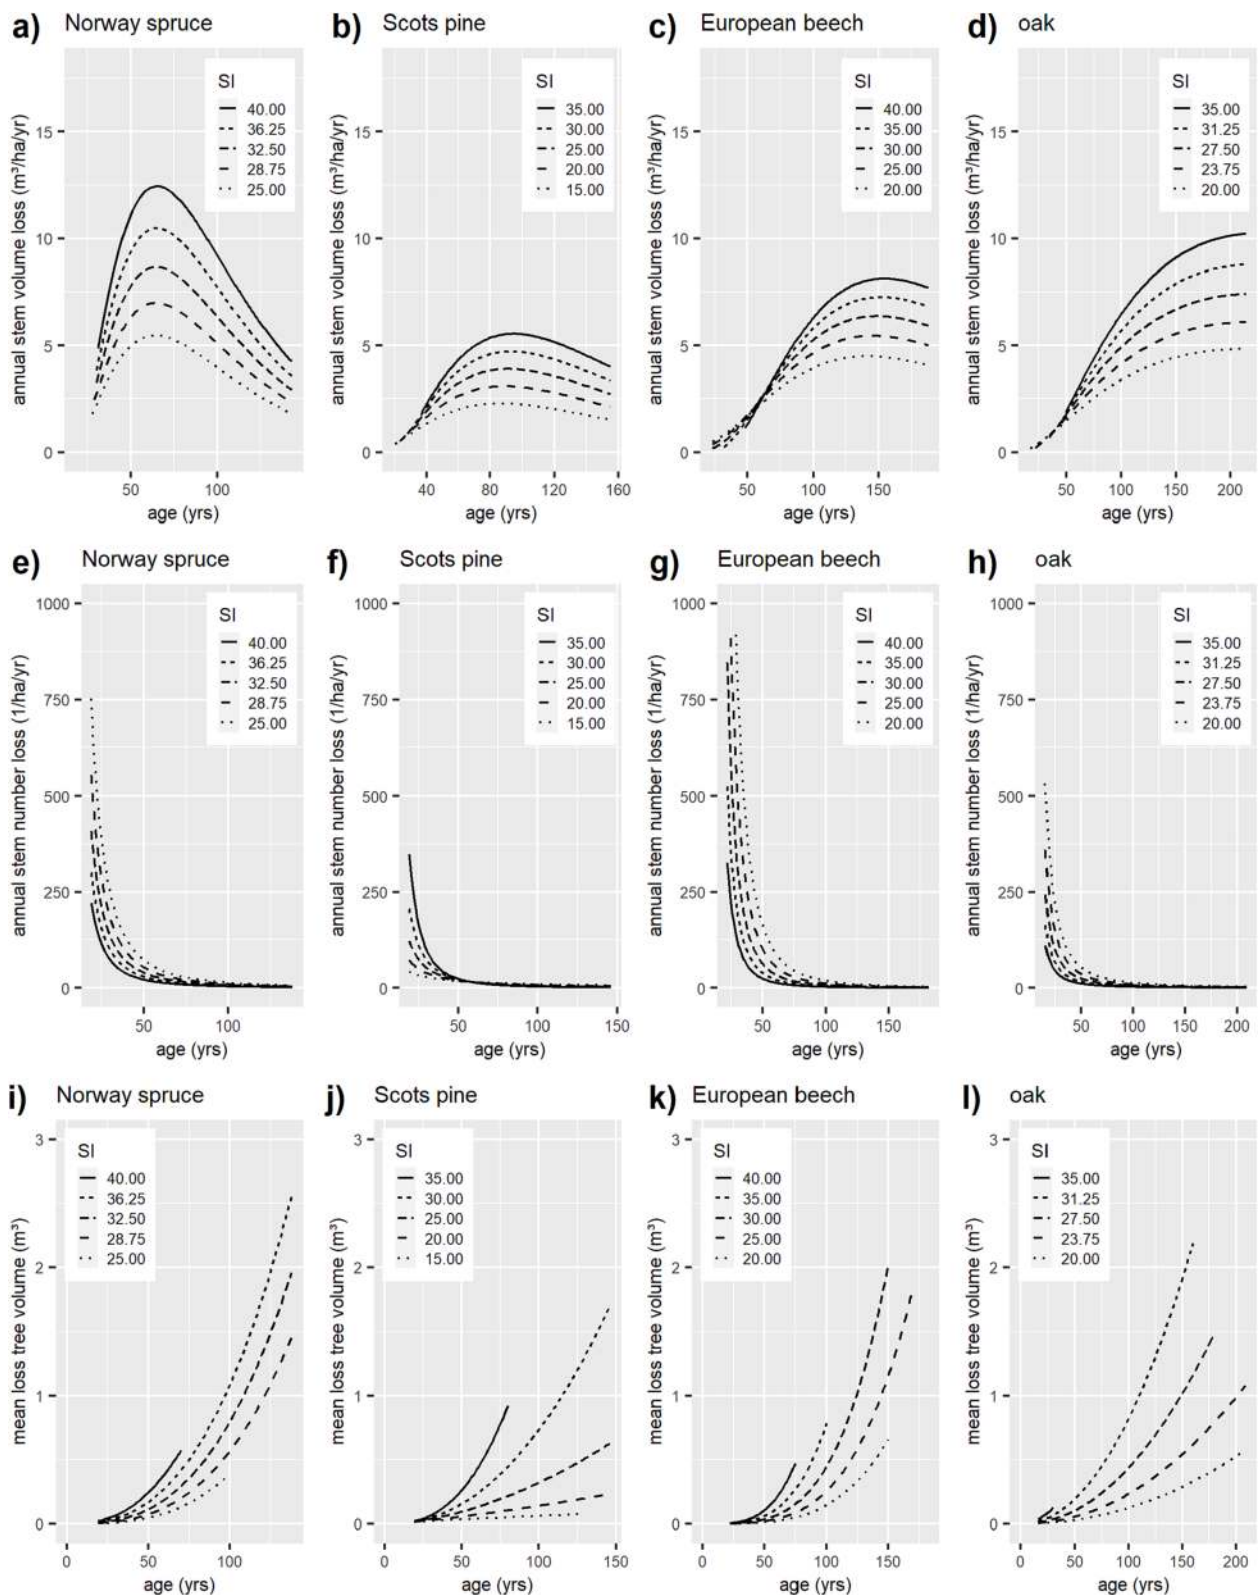 a) Norway spruce
annual stem volume loss (m³/ha/yr)
15
10
5
0
SI
40.00
36.25
32.50
28.75
25.00
50 100
age (yrs)
b) Scots pine
annual stem volume loss (m³/ha/yr)
15
10
5
0
SI
35.00
30.00
25.00
20.00
15.00
40 80 120 160
age (yrs)
c) European beech
annual stem volume loss (m³/ha/yr)
15
10
5
0
SI
40.00
35.00
30.00
25.00
20.00
50 100 150
age (yrs)
d) oak
annual stem volume loss (m³/ha/yr)
15
10
5
0
SI
35.00
31.25
27.50
23.75
20.00
50 100 150 200
age (yrs)
e) Norway spruce
annual stem number loss (1/ha/yr)
1000
750
500
250
0
SI
40.00
36.25
32.50
28.75
25.00
50 100
age (yrs)
f) Scots pine
annual stem number loss (1/ha/yr)
1000
750
500
250
0
SI
35.00
30.00
25.00
20.00
15.00
50 100 150
age (yrs)
g) European beech
annual stem number loss (1/ha/yr)
1000
750
500
250
0
SI
40.00
35.00
30.00
25.00
20.00
50 100 150
age (yrs)
h) oak
annual stem number loss (1/ha/yr)
1000
750
500
250
0
SI
35.00
31.25
27.50
23.75
20.00
50 100 150 200
age (yrs)
i) Norway spruce
mean loss tree volume (m³)
3
2
1
0
SI
40.00
36.25
32.50
28.75
25.00
0 50 100
age (yrs)
j) Scots pine
mean loss tree volume (m³)
3
2
1
0
SI
35.00
30.00
25.00
20.00
15.00
0 50 100 150
age (yrs)
k) European beech
mean loss tree volume (m³)
3
2
1
0
SI
40.00
35.00
30.00
25.00
20.00
0 50 100 150
age (yrs)
l) oak
mean loss tree volume (m³)
3
2
1
0
SI
35.00
31.25
27.50
23.75
20.00
0 50 100 150 200
age (yrs)